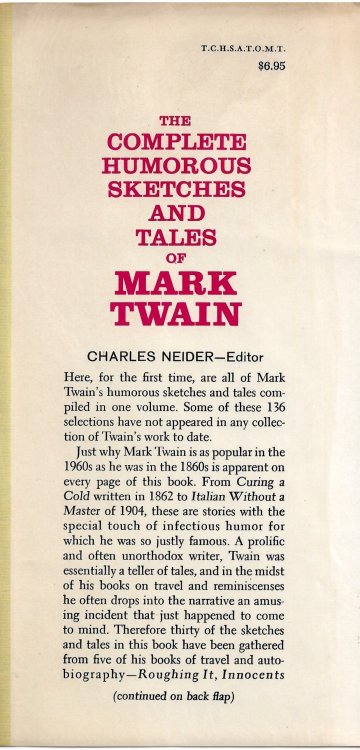 T.C.H.S.A.T.O.M.T.
$6.95
THE
COMPLETE
HUMOROUS
SKETCHES
AND
TALES
OF
MARK
TWAIN
CHARLES NEIDER—Editor
Here, for the first time, are all of Mark
Twain's humorous sketches and tales com-
piled in one volume. Some of these 136
selections have not appeared in any collec-
tion of Twain's work to date.
Just why Mark Twain is as popular in the
1960s as he was in the 1860s is apparent on
every page of this book. From Curing a
Cold written in 1862 to Italian Without a
Master of 1904, these are stories with the
special touch of infectious humor for
which he was so justly famous. A prolific
and often unorthodox writer, Twain was
essentially a teller of tales, and in the midst
of his books on travel and reminiscenses
he often drops into the narrative an amus-
ing incident that just happened to come
to mind. Therefore thirty of the sketches
and tales in this book have been gathered
from five of his books of travel and auto-
biography—Roughing It, Innocents
(continued on back flap)